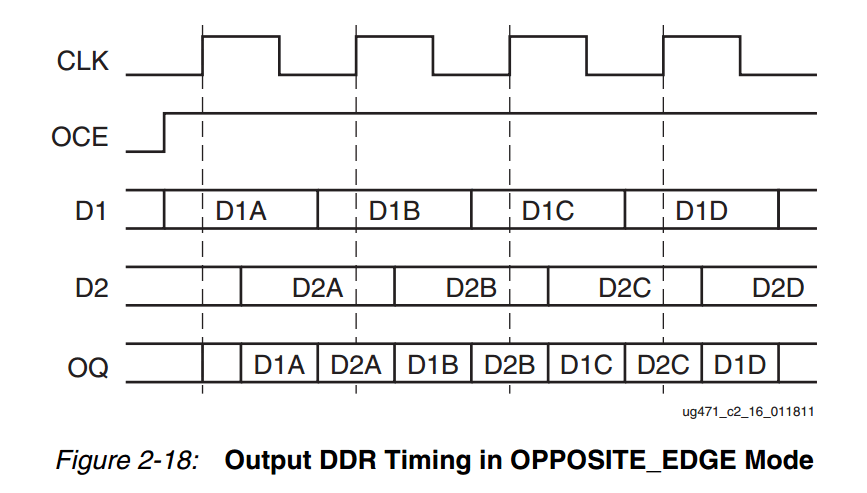 CLK
OCE
D1 D1A D1B D1C D1D
D2 D2A D2B D2C D2D
OQ D1A D2A D1B D2B D1C D2C D1D
ug471_c2_16_011811
Figure 2-18: Output DDR Timing in OPPOSITE_EDGE Mode